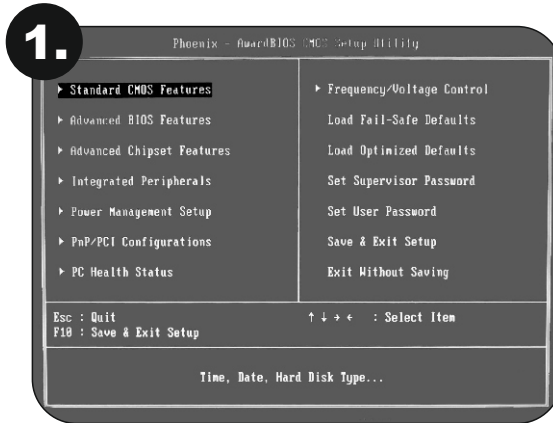 1.
Phoenix - AwardBIOS CMOS Setup Utility
▸ Standard CMOS Features
▸ Advanced BIOS Features
▸ Advanced Chipset Features
▸ Integrated Peripherals
▸ Power Management Setup
▸ PnP/PCI Configurations
▸ PC Health Status
▸ Frequency/Voltage Control
Load Fail-Safe Defaults
Load Optimized Defaults
Set Supervisor Password
Set User Password
Save & Exit Setup
Exit Without Saving
Esc : Quit
F10 : Save & Exit Setup
↑ ↓ → ← : Select Item
Time, Date, Hard Disk Type...